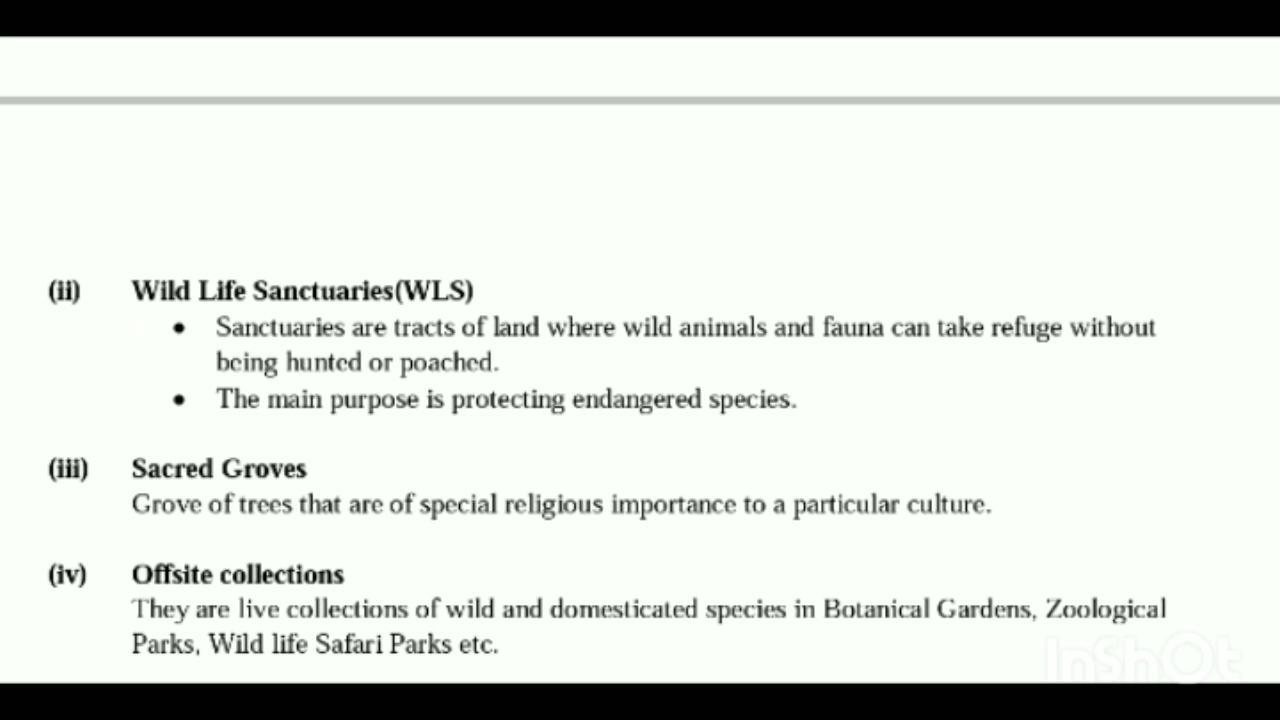 (ii) Wild Life Sanctuaries(WLS)
• Sanctuaries are tracts of land where wild animals and fauna can take refuge without
being hunted or poached.
• The main purpose is protecting endangered species.
(iii) Sacred Groves
Grove of trees that are of special religious importance to a particular culture.
(iv) Offsite collections
They are live collections of wild and domesticated species in Botanical Gardens, Zoological
Parks, Wild life Safari Parks etc.
InShOt